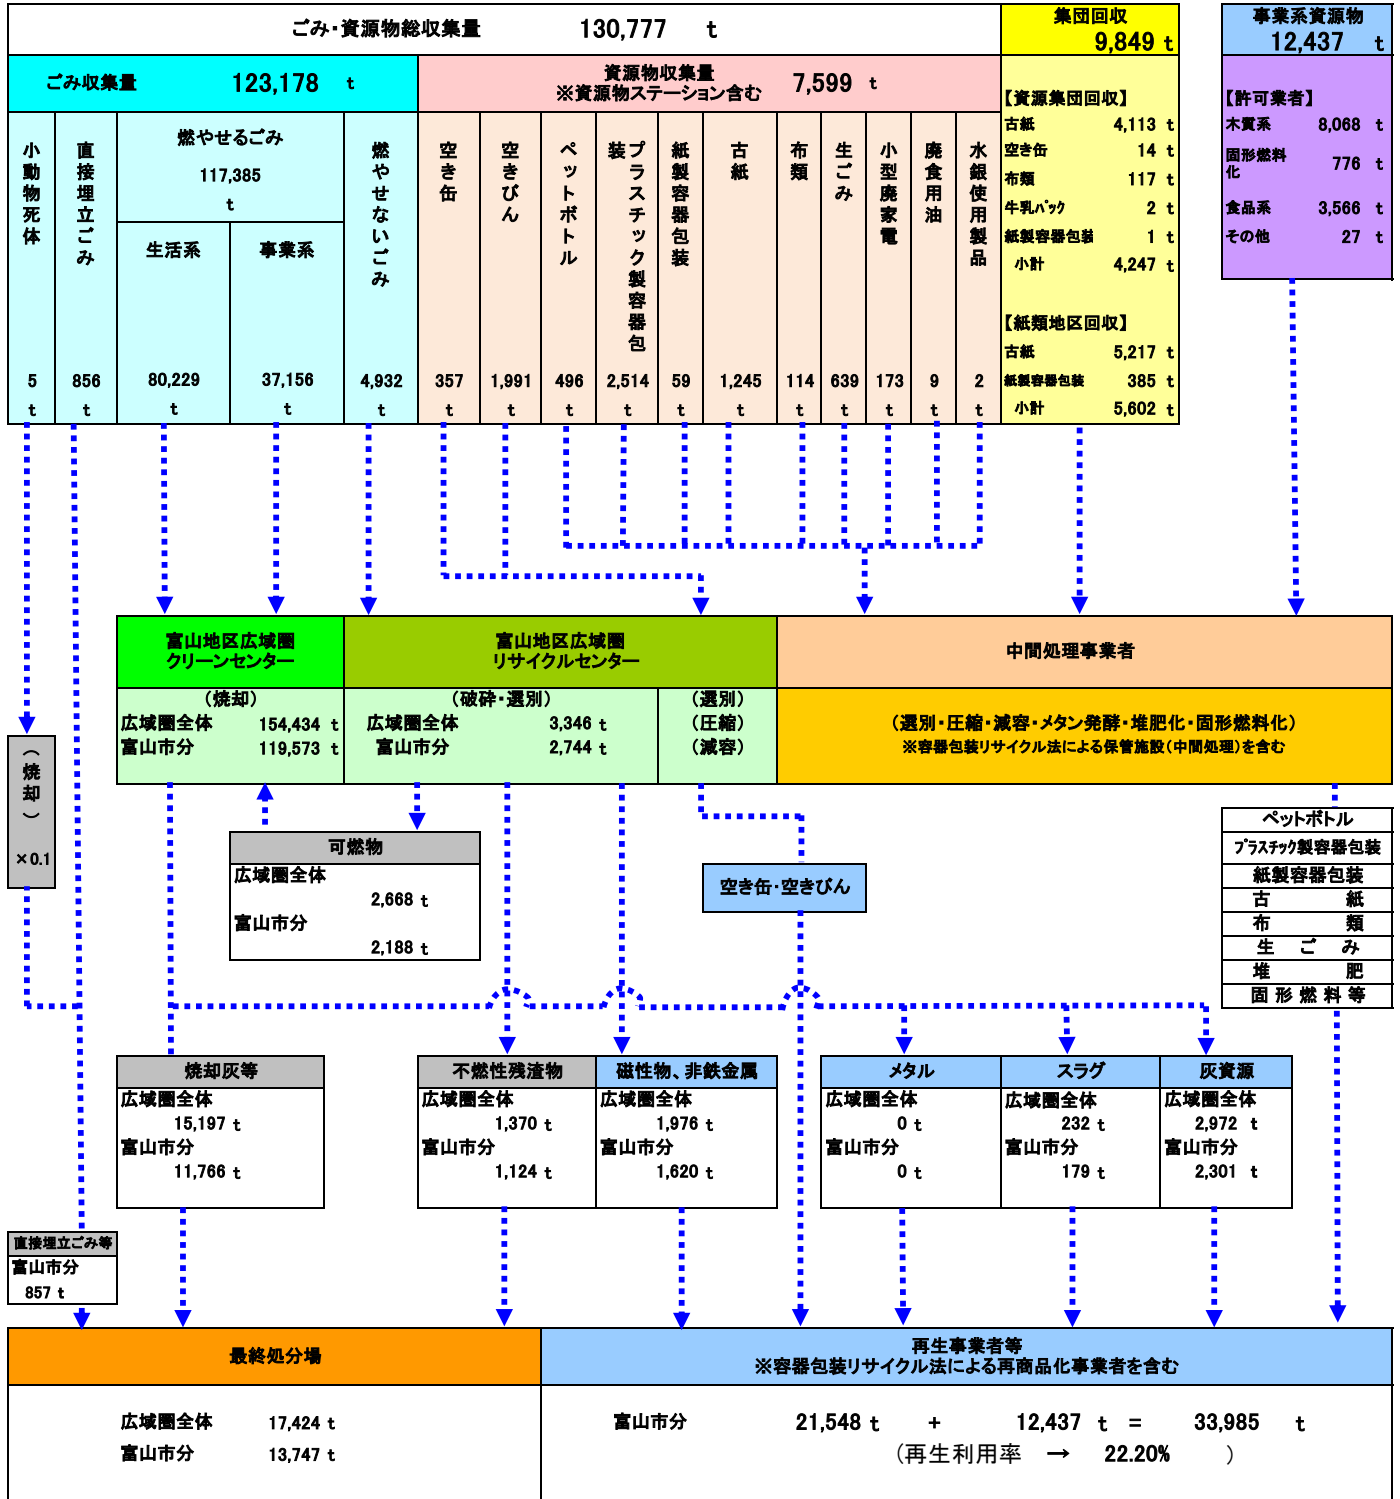 ごみ・資源物総収集量 130,777 t
集団回収
9,849 t
事業系資源物
12,437 t
ごみ収集量 123,178 t
資源物収集量
※資源物ステーション含む
7,599 t
小動物死体
5
t
直接埋立ごみ
856
t
燃やせるごみ
117,385
t
生活系
80,229
t
事業系
37,156
t
燃やせないごみ
4,932
t
空き缶
357
t
空きびん
1,991
t
ペットボトル
496
t
プラスチック製容器包
装
2,514
t
紙製容器包装
59
t
古紙
1,245
t
布類
114
t
生ごみ
639
t
小型廃家電
173
t
廃食用油
9
t
水銀使用製品
2
t
【資源集団回収】
古紙 4,113 t
空き缶 14 t
布類 117 t
牛乳パック 2 t
紙製容器包装 1 t
小計 4,247 t
【紙類地区回収】
古紙 5,217 t
紙製容器包装 385 t
小計 5,602 t
【許可業者】
木質系 8,068 t
固形燃料
化
776 t
食品系 3,566 t
その他 27 t
富山地区広域圏
クリーンセンター
(焼却)
広域圏全体 154,434 t
富山市分 119,573 t
富山地区広域圏
リサイクルセンター
(破砕・選別)
広域圏全体 3,346 t
富山市分 2,744 t
(選別)
(圧縮)
(減容)
中間処理事業者
(選別・圧縮・減容・メタン発酵・堆肥化・固形燃料化)
※容器包装リサイクル法による保管施設(中間処理)を含む
(焼却)
×0.1
可燃物
広域圏全体
2,668 t
富山市分
2,188 t
空き缶・空きびん
ペットボトル
プラスチック製容器包装
紙製容器包装
古 紙
布 類
生 ご み
堆 肥
固 形 燃 料 等
焼却灰等
広域圏全体
15,197 t
富山市分
11,766 t
不燃性残渣物
広域圏全体
1,370 t
富山市分
1,124 t
磁性物、非鉄金属
広域圏全体
1,976 t
富山市分
1,620 t
メタル
広域圏全体
0 t
富山市分
0 t
スラグ
広域圏全体
232 t
富山市分
179 t
灰資源
広域圏全体
2,972 t
富山市分
2,301 t
直接埋立ごみ等
富山市分
857 t
最終処分場
広域圏全体 17,424 t
富山市分 13,747 t
再生事業者等
※容器包装リサイクル法による再商品化事業者を含む
富山市分 21,548 t + 12,437 t = 33,985 t
(再生利用率 → 22.20% )